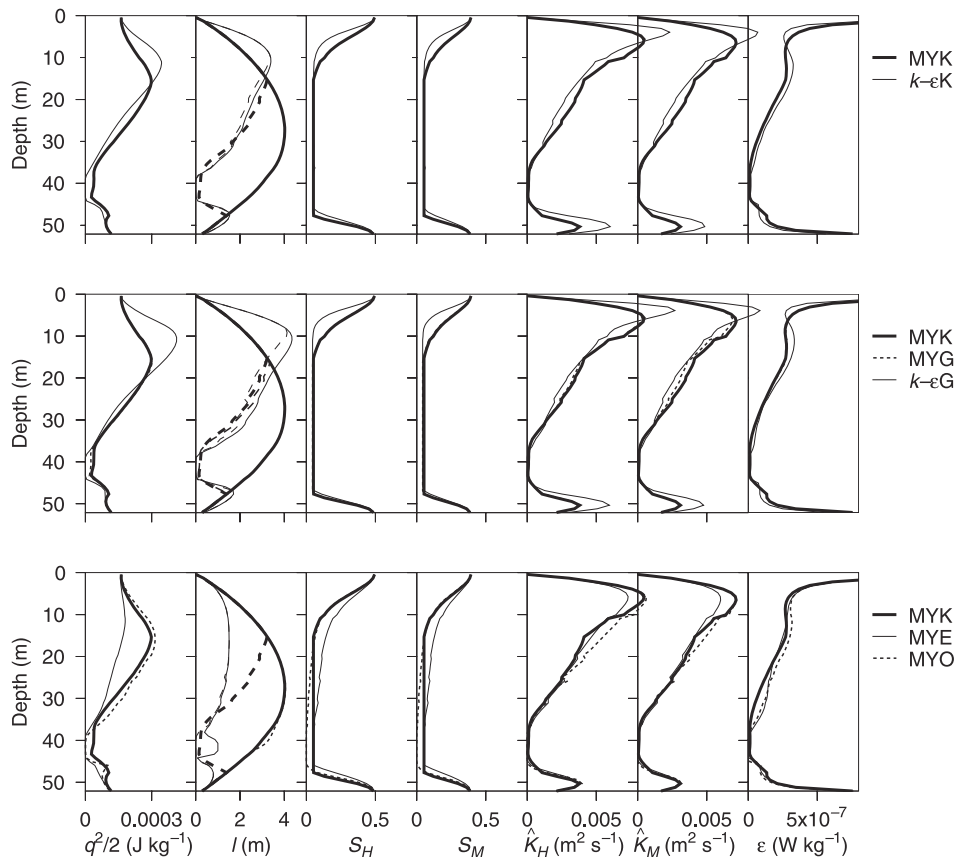 0
10
20
30
40
50
Depth (m)
MYK
k–εK
0
10
20
30
40
50
Depth (m)
MYK
MYG
k–εG
0
10
20
30
40
50
Depth (m)
MYK
MYE
MYO
0 0.0003 0 2 4 0 0.5 0 0.5 0 0.005 0 0.005 0 5x10⁻⁷
q²/2 (J kg⁻¹) l (m) S_H S_M K̂_H (m² s⁻¹) K̂_M (m² s⁻¹) ε (W kg⁻¹)